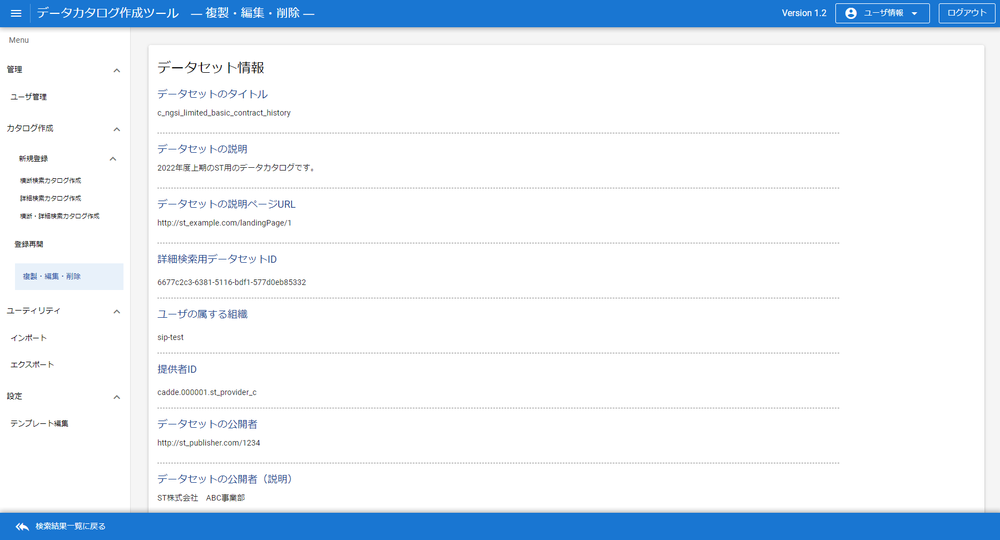 データカタログ作成ツール　― 複製・編集・削除 ―
Version 1.2
ユーザ情報
ログアウト
Menu
管理
ユーザ管理
カタログ作成
新規登録
横断検索カタログ作成
詳細検索カタログ作成
横断・詳細検索カタログ作成
登録再開
複製・編集・削除
ユーティリティ
インポート
エクスポート
設定
テンプレート編集
データセット情報
データセットのタイトル
c_ngsi_limited_basic_contract_history
データセットの説明
2022年度上期のST用のデータカタログです。
データセットの説明ページURL
http://st_example.com/landingPage/1
詳細検索用データセットID
6677c2c3-6381-5116-bdf1-577d0eb85332
ユーザの属する組織
sip-test
提供者ID
cadde.000001.st_provider_c
データセットの公開者
http://st_publisher.com/1234
データセットの公開者（説明）
ST株式会社　ABC事業部
検索結果一覧に戻る